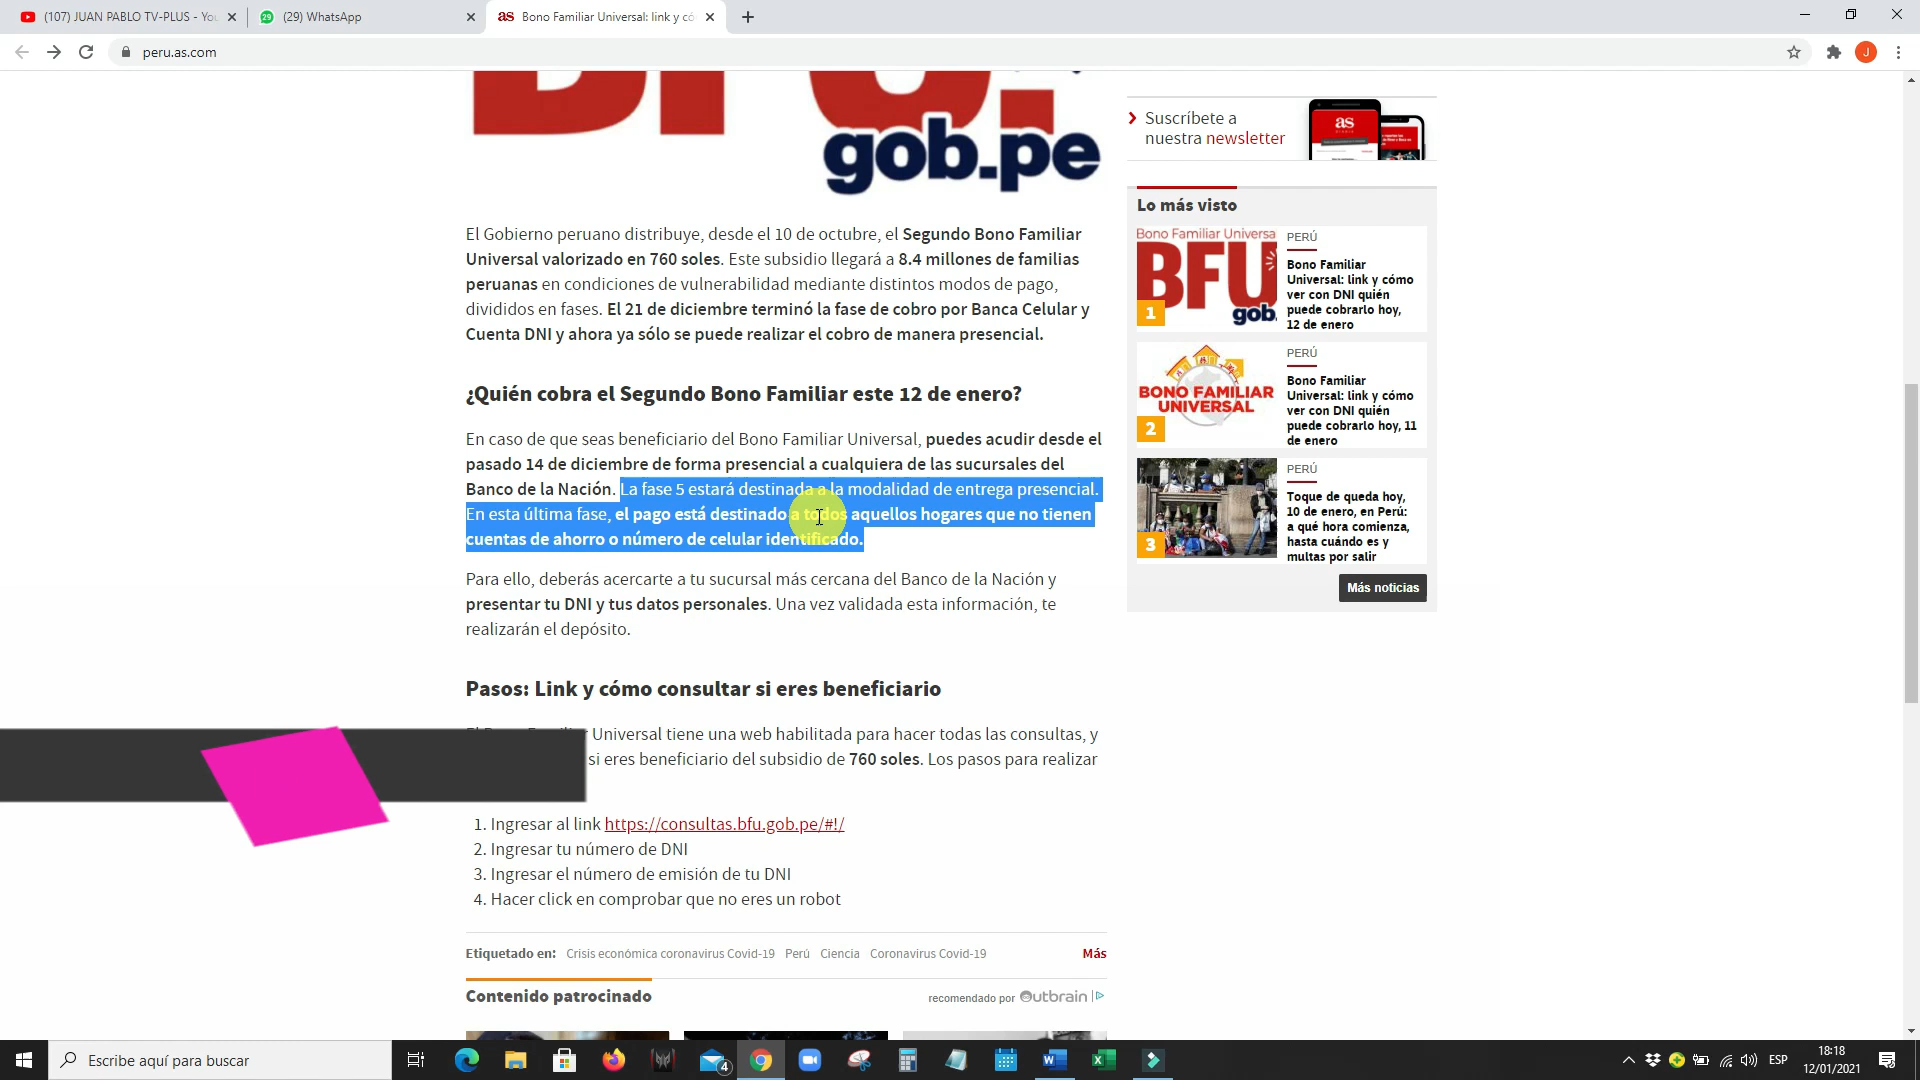 (107) JUAN PABLO TV-PLUS - You
(29) WhatsApp
as Bono Familiar Universal: link y có
peru.as.com
J
gob.pe
Suscríbete a
nuestra newsletter
as
Lo más visto
El Gobierno peruano distribuye, desde el 10 de octubre, el Segundo Bono Familiar
Universal valorizado en 760 soles. Este subsidio llegará a 8.4 millones de familias
peruanas en condiciones de vulnerabilidad mediante distintos modos de pago,
divididos en fases. El 21 de diciembre terminó la fase de cobro por Banca Celular y
Cuenta DNI y ahora ya sólo se puede realizar el cobro de manera presencial.
¿Quién cobra el Segundo Bono Familiar este 12 de enero?
En caso de que seas beneficiario del Bono Familiar Universal, puedes acudir desde el
pasado 14 de diciembre de forma presencial a cualquiera de las sucursales del
Banco de la Nación. La fase 5 estará destinada a la modalidad de entrega presencial.
En esta última fase, el pago está destinado a todos aquellos hogares que no tienen
cuentas de ahorro o número de celular identificado.
Para ello, deberás acercarte a tu sucursal más cercana del Banco de la Nación y
presentar tu DNI y tus datos personales. Una vez validada esta información, te
realizarán el depósito.
Pasos: Link y cómo consultar si eres beneficiario
Universal tiene una web habilitada para hacer todas las consultas, y
si eres beneficiario del subsidio de 760 soles. Los pasos para realizar
1. Ingresar al link https://consultas.bfu.gob.pe/#!/
2. Ingresar tu número de DNI
3. Ingresar el número de emisión de tu DNI
4. Hacer click en comprobar que no eres un robot
Etiquetado en: Crisis económica coronavirus Covid-19 Perú Ciencia Coronavirus Covid-19 Más
Contenido patrocinado
recomendado por Outbrain
Bono Familiar Universa
BFU
gob.
1
PERÚ
Bono Familiar
Universal: link y cómo
ver con DNI quién
puede cobrarlo hoy,
12 de enero
BONO FAMILIAR
UNIVERSAL
2
PERÚ
Bono Familiar
Universal: link y cómo
ver con DNI quién
puede cobrarlo hoy, 11
de enero
3
PERÚ
Toque de queda hoy,
10 de enero, en Perú:
a qué hora comienza,
hasta cuándo es y
multas por salir
Más noticias
Escribe aquí para buscar
4
ESP
18:18
12/01/2021